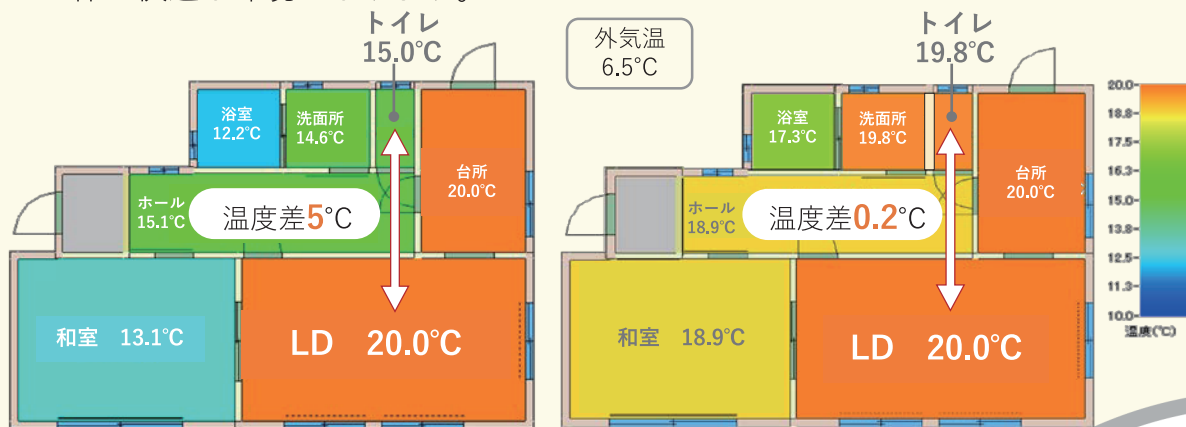 トイレ
15.0°C
浴室
12.2°C
洗面所
14.6°C
台所
20.0°C
ホール
15.1°C
温度差5°C
和室 13.1°C
LD 20.0°C
外気温
6.5°C
トイレ
19.8°C
浴室
17.3°C
洗面所
19.8°C
台所
20.0°C
ホール
18.9°C
温度差0.2°C
和室 18.9°C
LD 20.0°C
20.0
18.8
17.5
16.3
15.0
13.8
12.5
11.3
10.0
温度(℃)